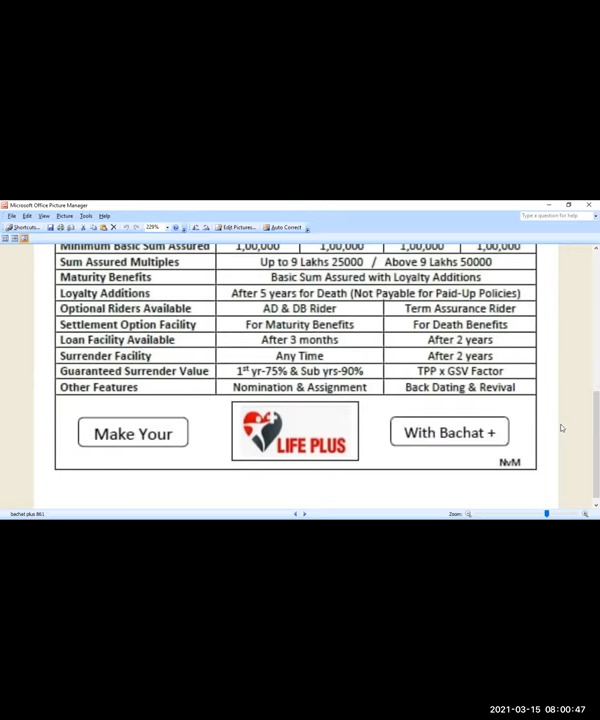 Microsoft Office Picture Manager
File Edit View Picture Tools Help
Type a question for help
Shortcuts... 229% Edit Pictures... Auto Correct
Minimum Basic Sum Assured 1,00,000 1,00,000 1,00,000 1,00,000
Sum Assured Multiples Up to 9 Lakhs 25000 / Above 9 Lakhs 50000
Maturity Benefits Basic Sum Assured with Loyalty Additions
Loyalty Additions After 5 years for Death (Not Payable for Paid-Up Policies)
Optional Riders Available AD & DB Rider Term Assurance Rider
Settlement Option Facility For Maturity Benefits For Death Benefits
Loan Facility Available After 3 months After 2 years
Surrender Facility Any Time After 2 years
Guaranteed Surrender Value 1st yr-75% & Sub yrs-90% TPP x GSV Factor
Other Features Nomination & Assignment Back Dating & Revival
Make Your LIFE PLUS With Bachat +
NvM
bachat plus 861 Zoom:
2021-03-15 08:00:47